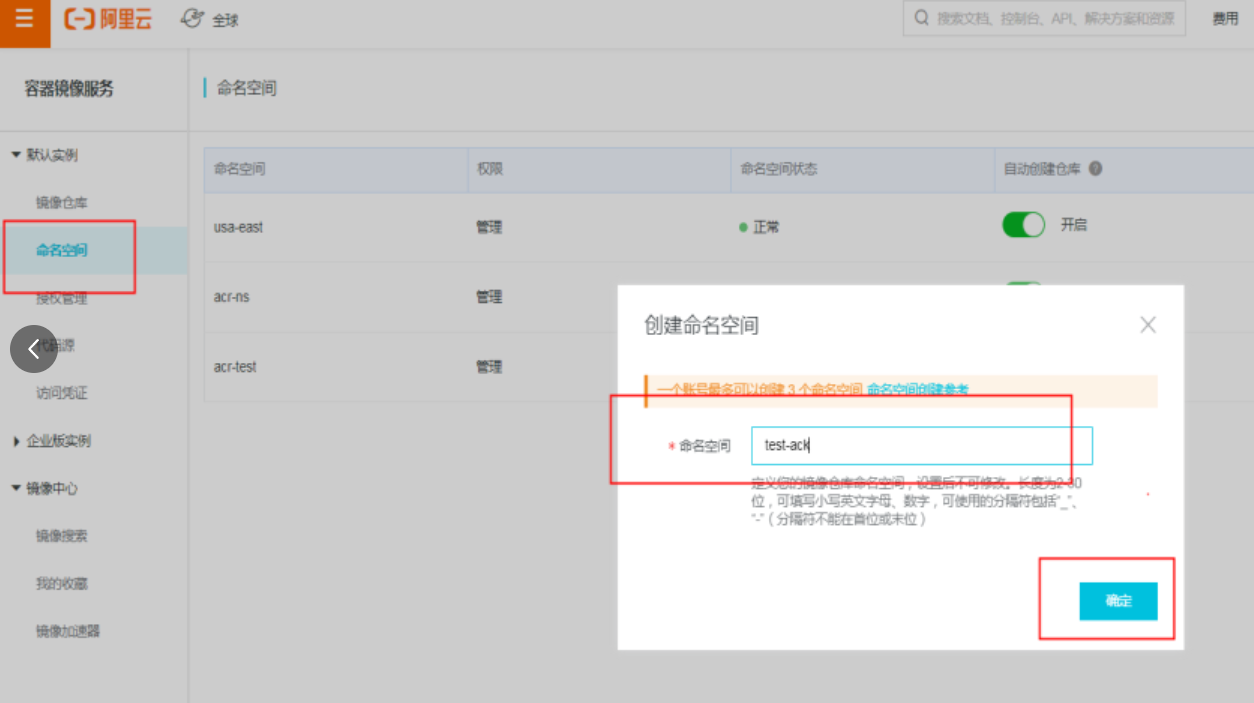 阿里云 全球 搜索文档、控制台、API、解决方案和资源 费用
容器镜像服务
命名空间
默认实例
镜像仓库
命名空间
授权管理
代码源
访问凭证
企业版实例
镜像中心
镜像搜索
我的收藏
镜像加速器
命名空间 权限 命名空间状态 自动创建仓库
usa-east 管理 正常 开启
acr-ns 管理
acr-test 管理
创建命名空间
一个账号最多可以创建 3 个命名空间 命名空间创建参考
* 命名空间 test-ack
定义您的镜像仓库命名空间，设置后不可修改。长度为2-30
位，可填写小写英文字母、数字，可使用的分隔符包括“_”、
“-”（分隔符不能在首位或末位）
确定